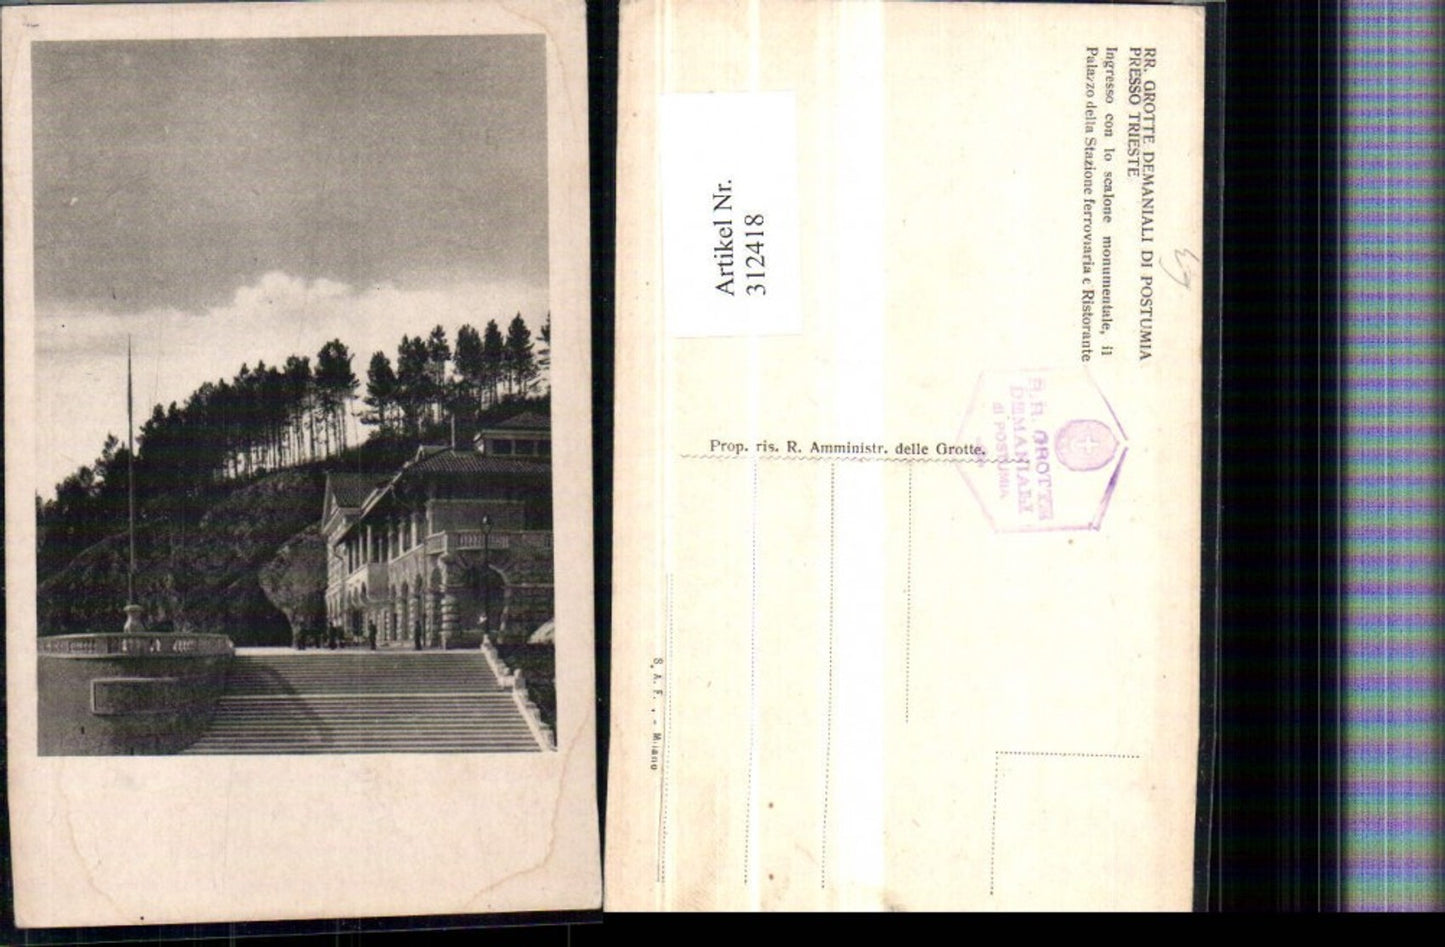 RR. GROTTE DEMANIALI DI POSTUMIA
PRESSO TRIESTE
Ingresso con lo scalone monumentale, il
Palazzo della Stazione ferroviaria e Ristorante
Artikel Nr.
312418
Prop. ris. R. Amministr. delle Grotte.
R.R. GROTTE
DEMANIALI
di POSTUMIA
S. A. F. , - Milano